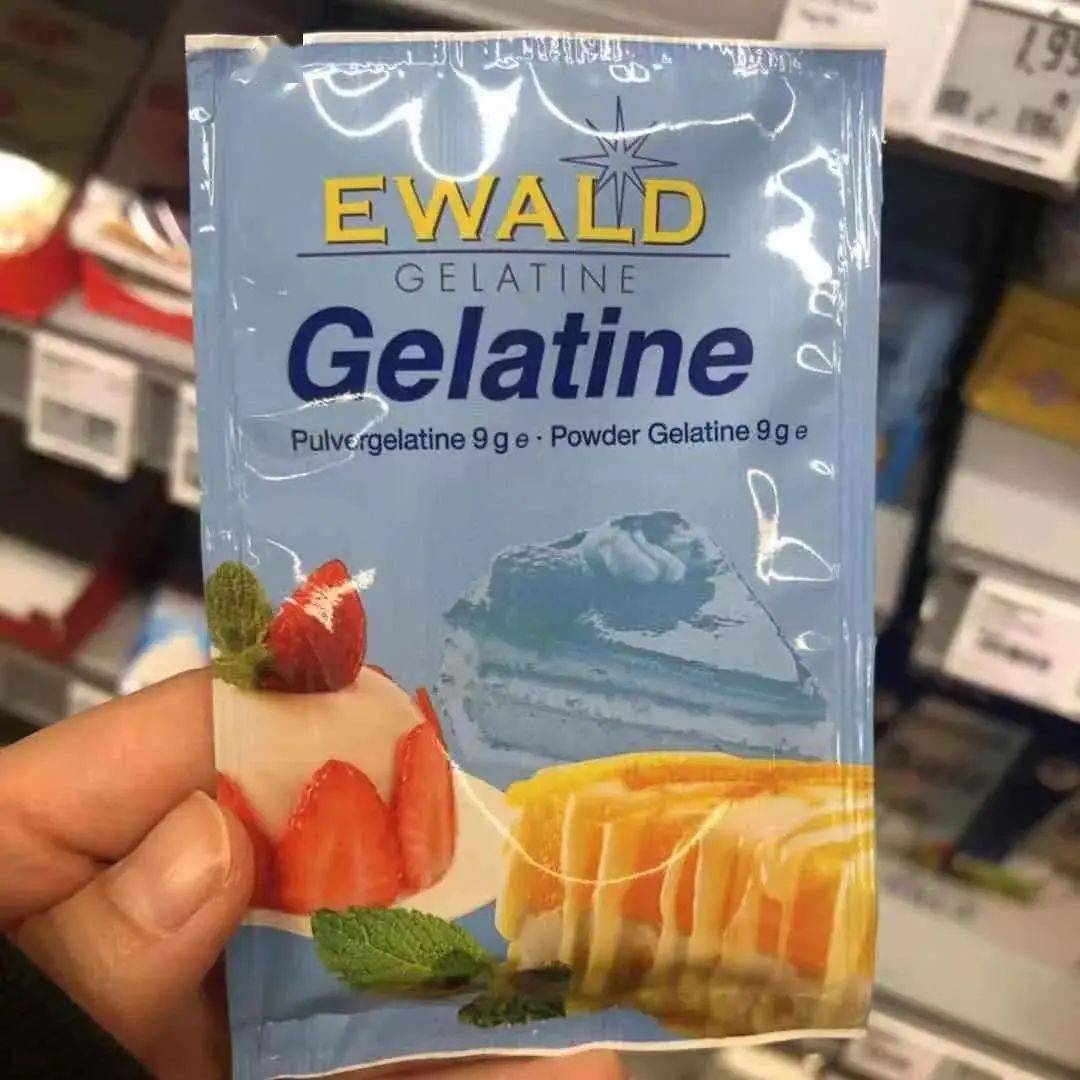 EWALD
GELATINE
Gelatine
Pulvergelatine 9 g e · Powder Gelatine 9 g e